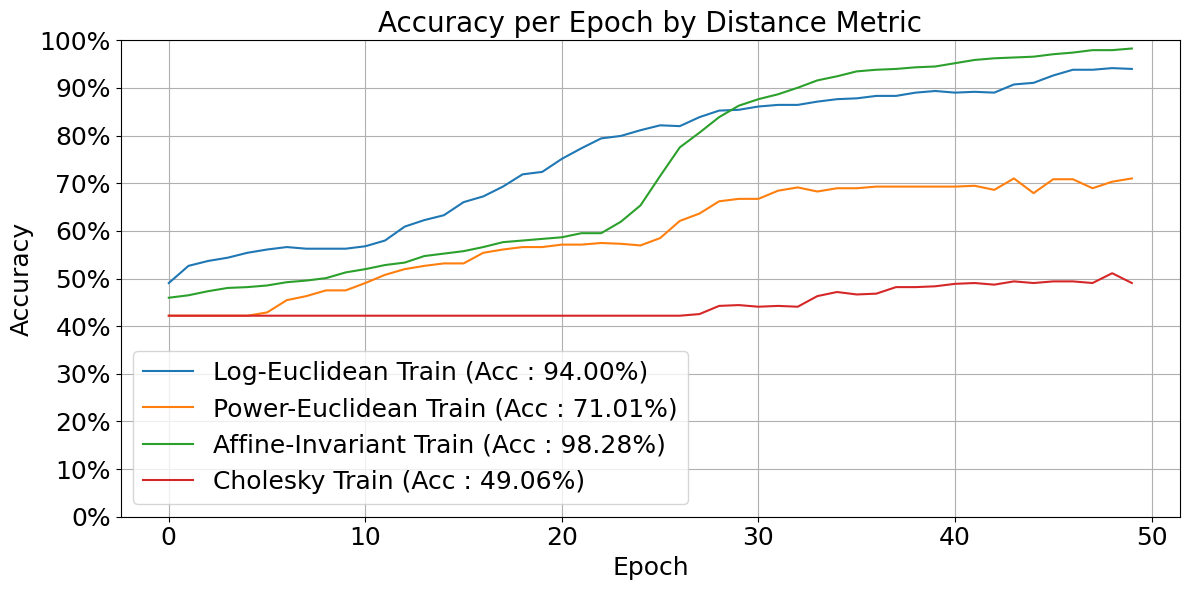 Accuracy per Epoch by Distance Metric
100%
90%
80%
70%
60%
50%
40%
30%
20%
10%
0%
Accuracy
Log-Euclidean Train (Acc : 94.00%)
Power-Euclidean Train (Acc : 71.01%)
Affine-Invariant Train (Acc : 98.28%)
Cholesky Train (Acc : 49.06%)
0 10 20 30 40 50
Epoch